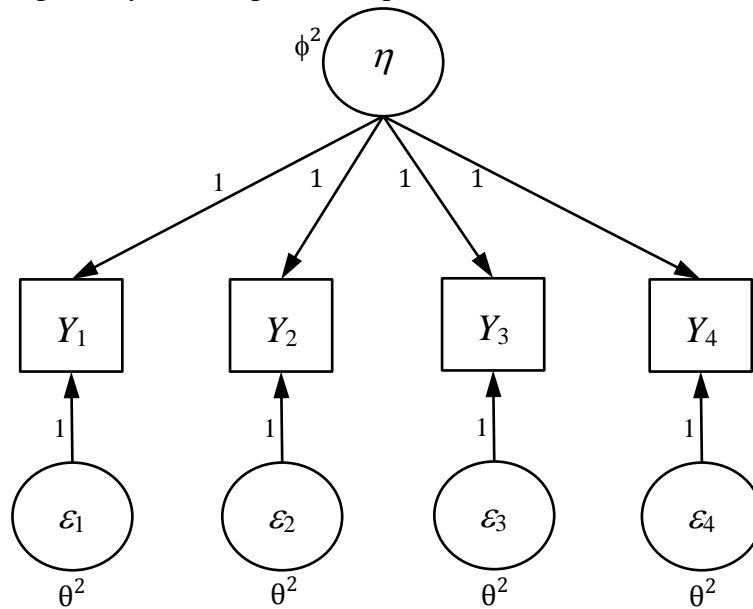 ϕ² η
1 1 1 1
Y₁ Y₂ Y₃ Y₄
1 1 1 1
ε₁ ε₂ ε₃ ε₄
θ² θ² θ² θ²